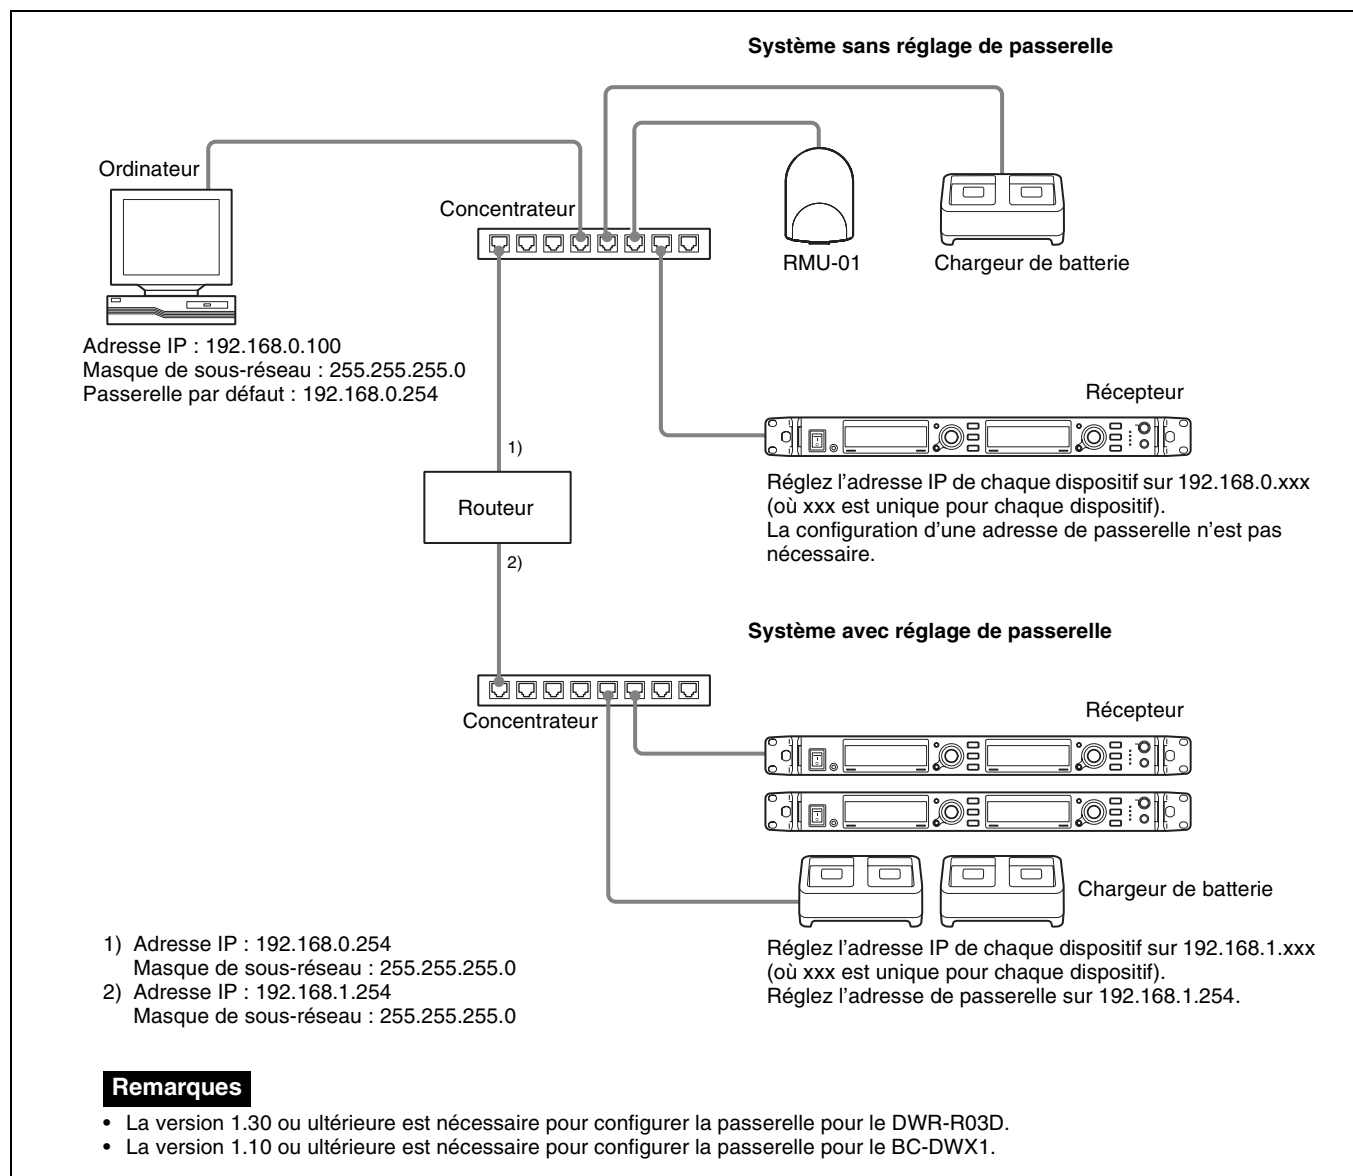 Système sans réglage de passerelle
Ordinateur
Concentrateur
RMU-01
Chargeur de batterie
Adresse IP : 192.168.0.100
Masque de sous-réseau : 255.255.255.0
Passerelle par défaut : 192.168.0.254
Récepteur
1)
Réglez l’adresse IP de chaque dispositif sur 192.168.0.xxx
(où xxx est unique pour chaque dispositif).
La configuration d’une adresse de passerelle n’est pas
nécessaire.
Routeur
2)
Système avec réglage de passerelle
Concentrateur
Récepteur
Chargeur de batterie
Réglez l’adresse IP de chaque dispositif sur 192.168.1.xxx
(où xxx est unique pour chaque dispositif).
Réglez l’adresse de passerelle sur 192.168.1.254.
1) Adresse IP : 192.168.0.254
Masque de sous-réseau : 255.255.255.0
2) Adresse IP : 192.168.1.254
Masque de sous-réseau : 255.255.255.0
Remarques
• La version 1.30 ou ultérieure est nécessaire pour configurer la passerelle pour le DWR-R03D.
• La version 1.10 ou ultérieure est nécessaire pour configurer la passerelle pour le BC-DWX1.